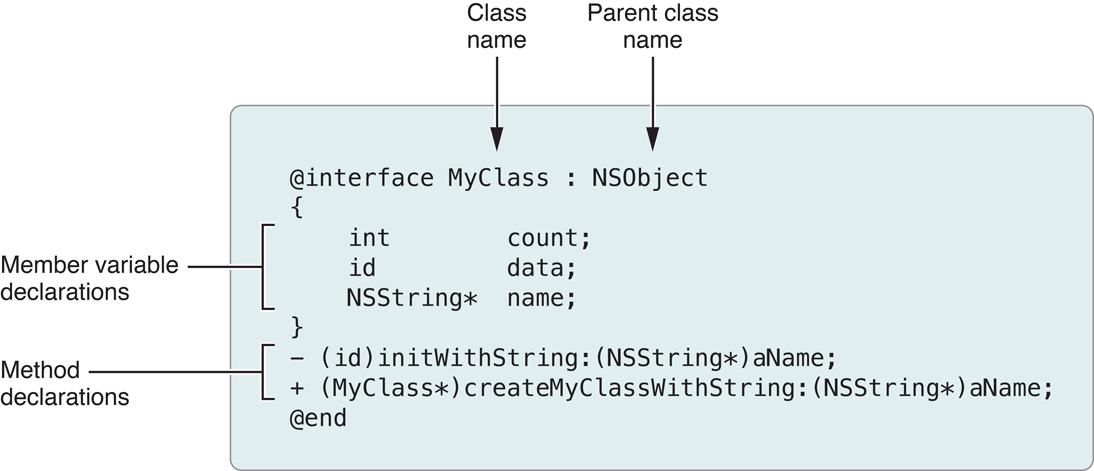 Class
name
Parent class
name
@interface MyClass : NSObject
{
int count;
id data;
NSString* name;
}
– (id)initWithString:(NSString*)aName;
+ (MyClass*)createMyClassWithString:(NSString*)aName;
@end
Member variable
declarations
Method
declarations